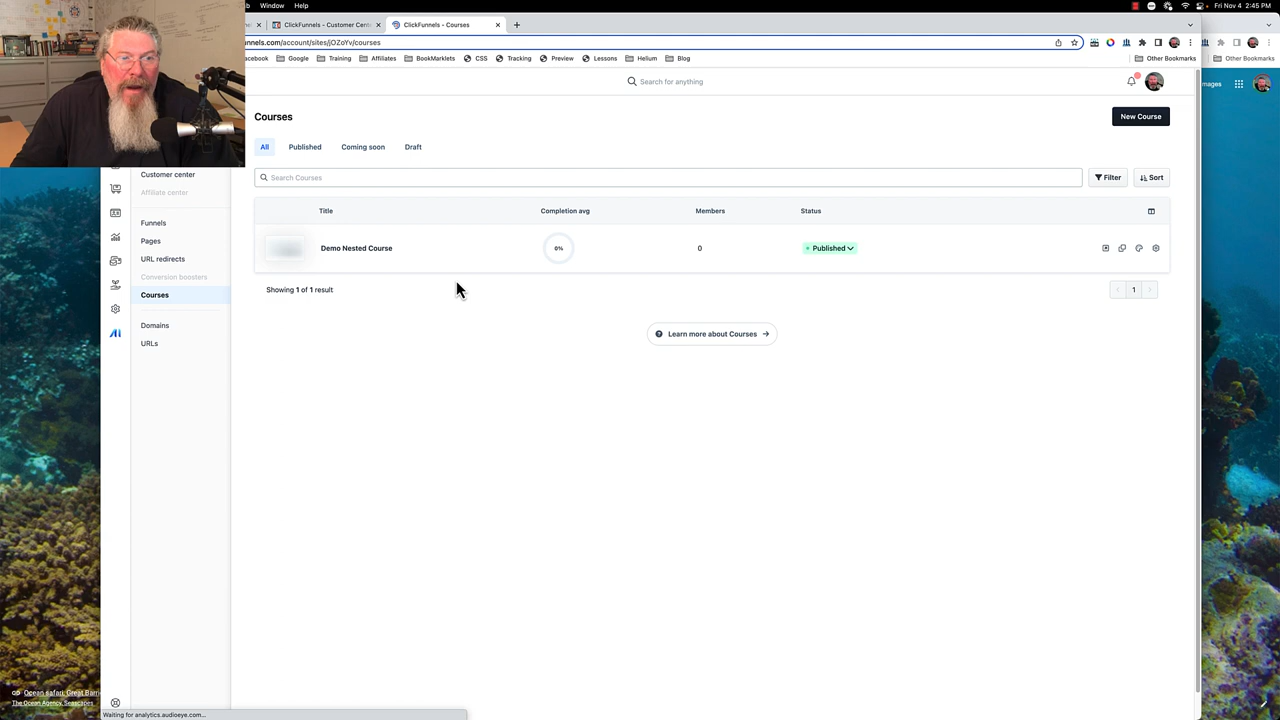 b Window Help Fri Nov 4 2:45 PM
ClickFunnels - Customer Cent ClickFunnels - Courses
nnels.com/account/sites/jOZoYv/courses
acebook Google Training Affiliates BookMarklets CSS Tracking Preview Lessons Helium Blog Other Bookmarks Other Bookmarks
Search for anything
mages
Courses
New Course
All Published Coming soon Draft
Search Courses
Filter
Sort
Title Completion avg Members Status
Demo Nested Course 0% 0 Published
Showing 1 of 1 result
1
Learn more about Courses
Customer center
Affiliate center
Funnels
Pages
URL redirects
Conversion boosters
Courses
Domains
URLs
Ocean safari, Great Barri
The Ocean Agency, Seascapes
Waiting for analytics.audioeye.com...